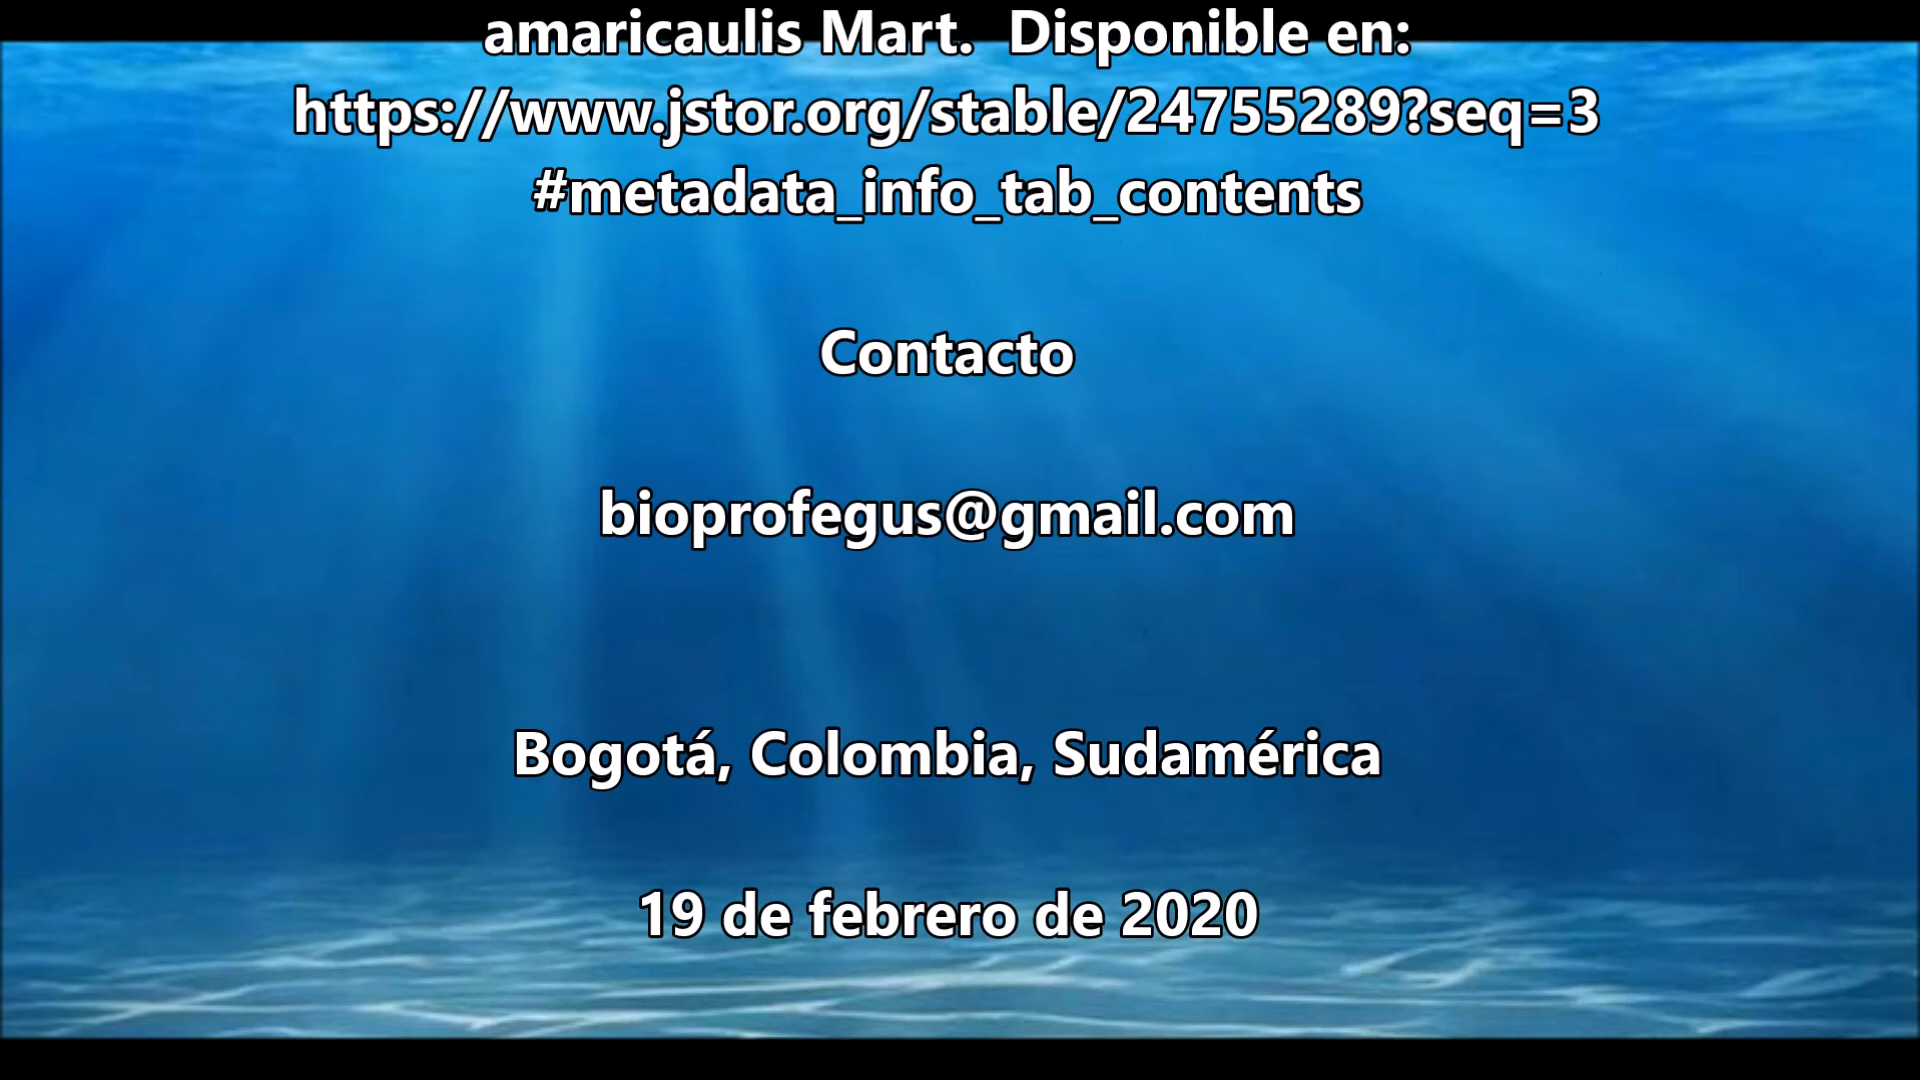 amaricaulis Mart. Disponible en:
https://www.jstor.org/stable/24755289?seq=3
#metadata_info_tab_contents
Contacto
bioprofegus@gmail.com
Bogotá, Colombia, Sudamérica
19 de febrero de 2020